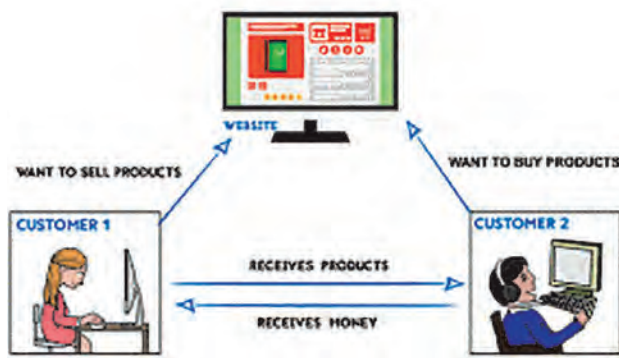 WEBSITE
WANT TO SELL PRODUCTS
WANT TO BUY PRODUCTS
CUSTOMER 1
CUSTOMER 2
RECEIVES PRODUCTS
RECEIVES MONEY